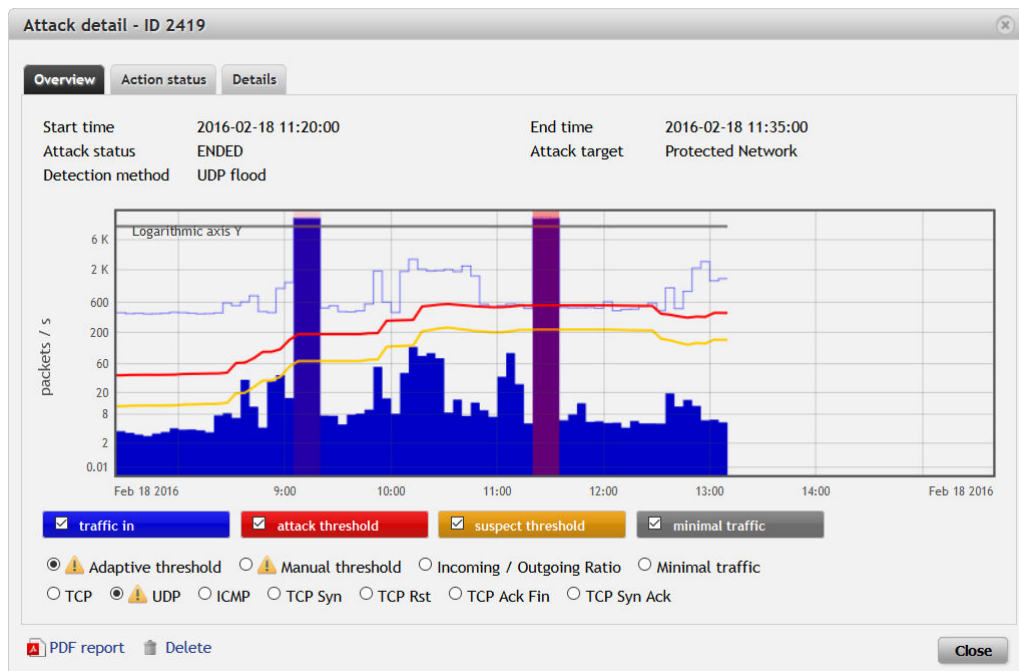 Attack detail - ID 2419
Overview Action status Details
Start time 2016-02-18 11:20:00 End time 2016-02-18 11:35:00
Attack status ENDED Attack target Protected Network
Detection method UDP flood
Logarithmic axis Y
6 K
2 K
600
200
60
20
8
2
0.01
packets / s
Feb 18 2016 9:00 10:00 11:00 12:00 13:00 14:00 Feb 18 2016
traffic in attack threshold suspect threshold minimal traffic
Adaptive threshold Manual threshold Incoming / Outgoing Ratio Minimal traffic
TCP UDP ICMP TCP Syn TCP Rst TCP Ack Fin TCP Syn Ack
PDF report Delete Close